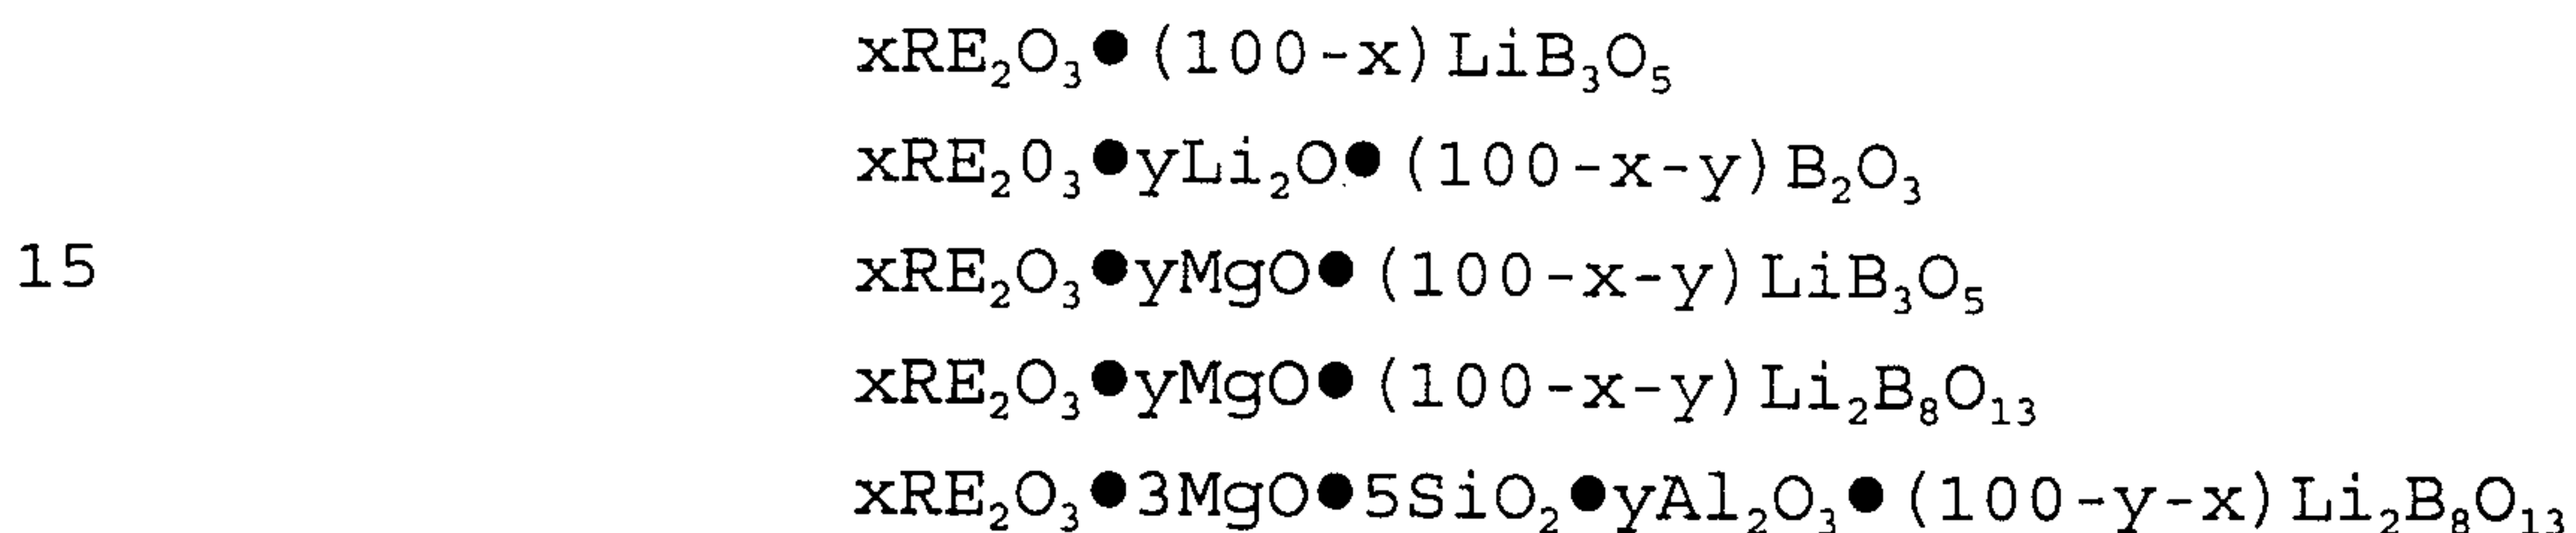 xRE₂O₃●(100-x)LiB₃O₅
xRE₂0₃●yLi₂O●(100-x-y)B₂O₃
15 xRE₂O₃●yMgO●(100-x-y)LiB₃O₅
xRE₂O₃●yMgO●(100-x-y)Li₂B₈O₁₃
xRE₂O₃●3MgO●5SiO₂●yAl₂O₃●(100-y-x)Li₂B₈O₁₃